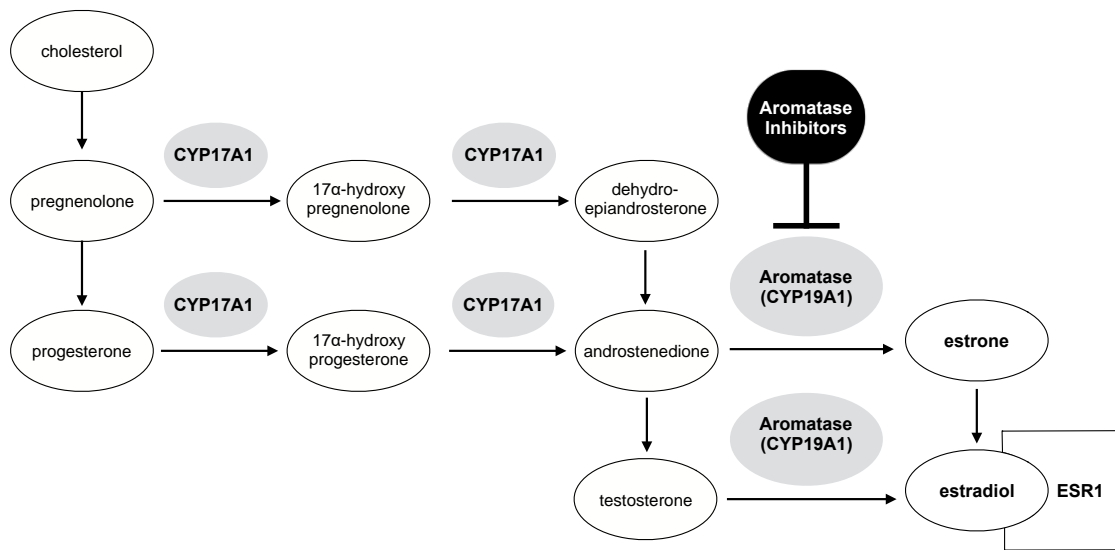 cholesterol
Aromatase
Inhibitors
CYP17A1
CYP17A1
pregnenolone
17α-hydroxy
pregnenolone
dehydro-
epiandrosterone
Aromatase
(CYP19A1)
CYP17A1
CYP17A1
progesterone
17α-hydroxy
progesterone
androstenedione
estrone
Aromatase
(CYP19A1)
testosterone
estradiol
ESR1